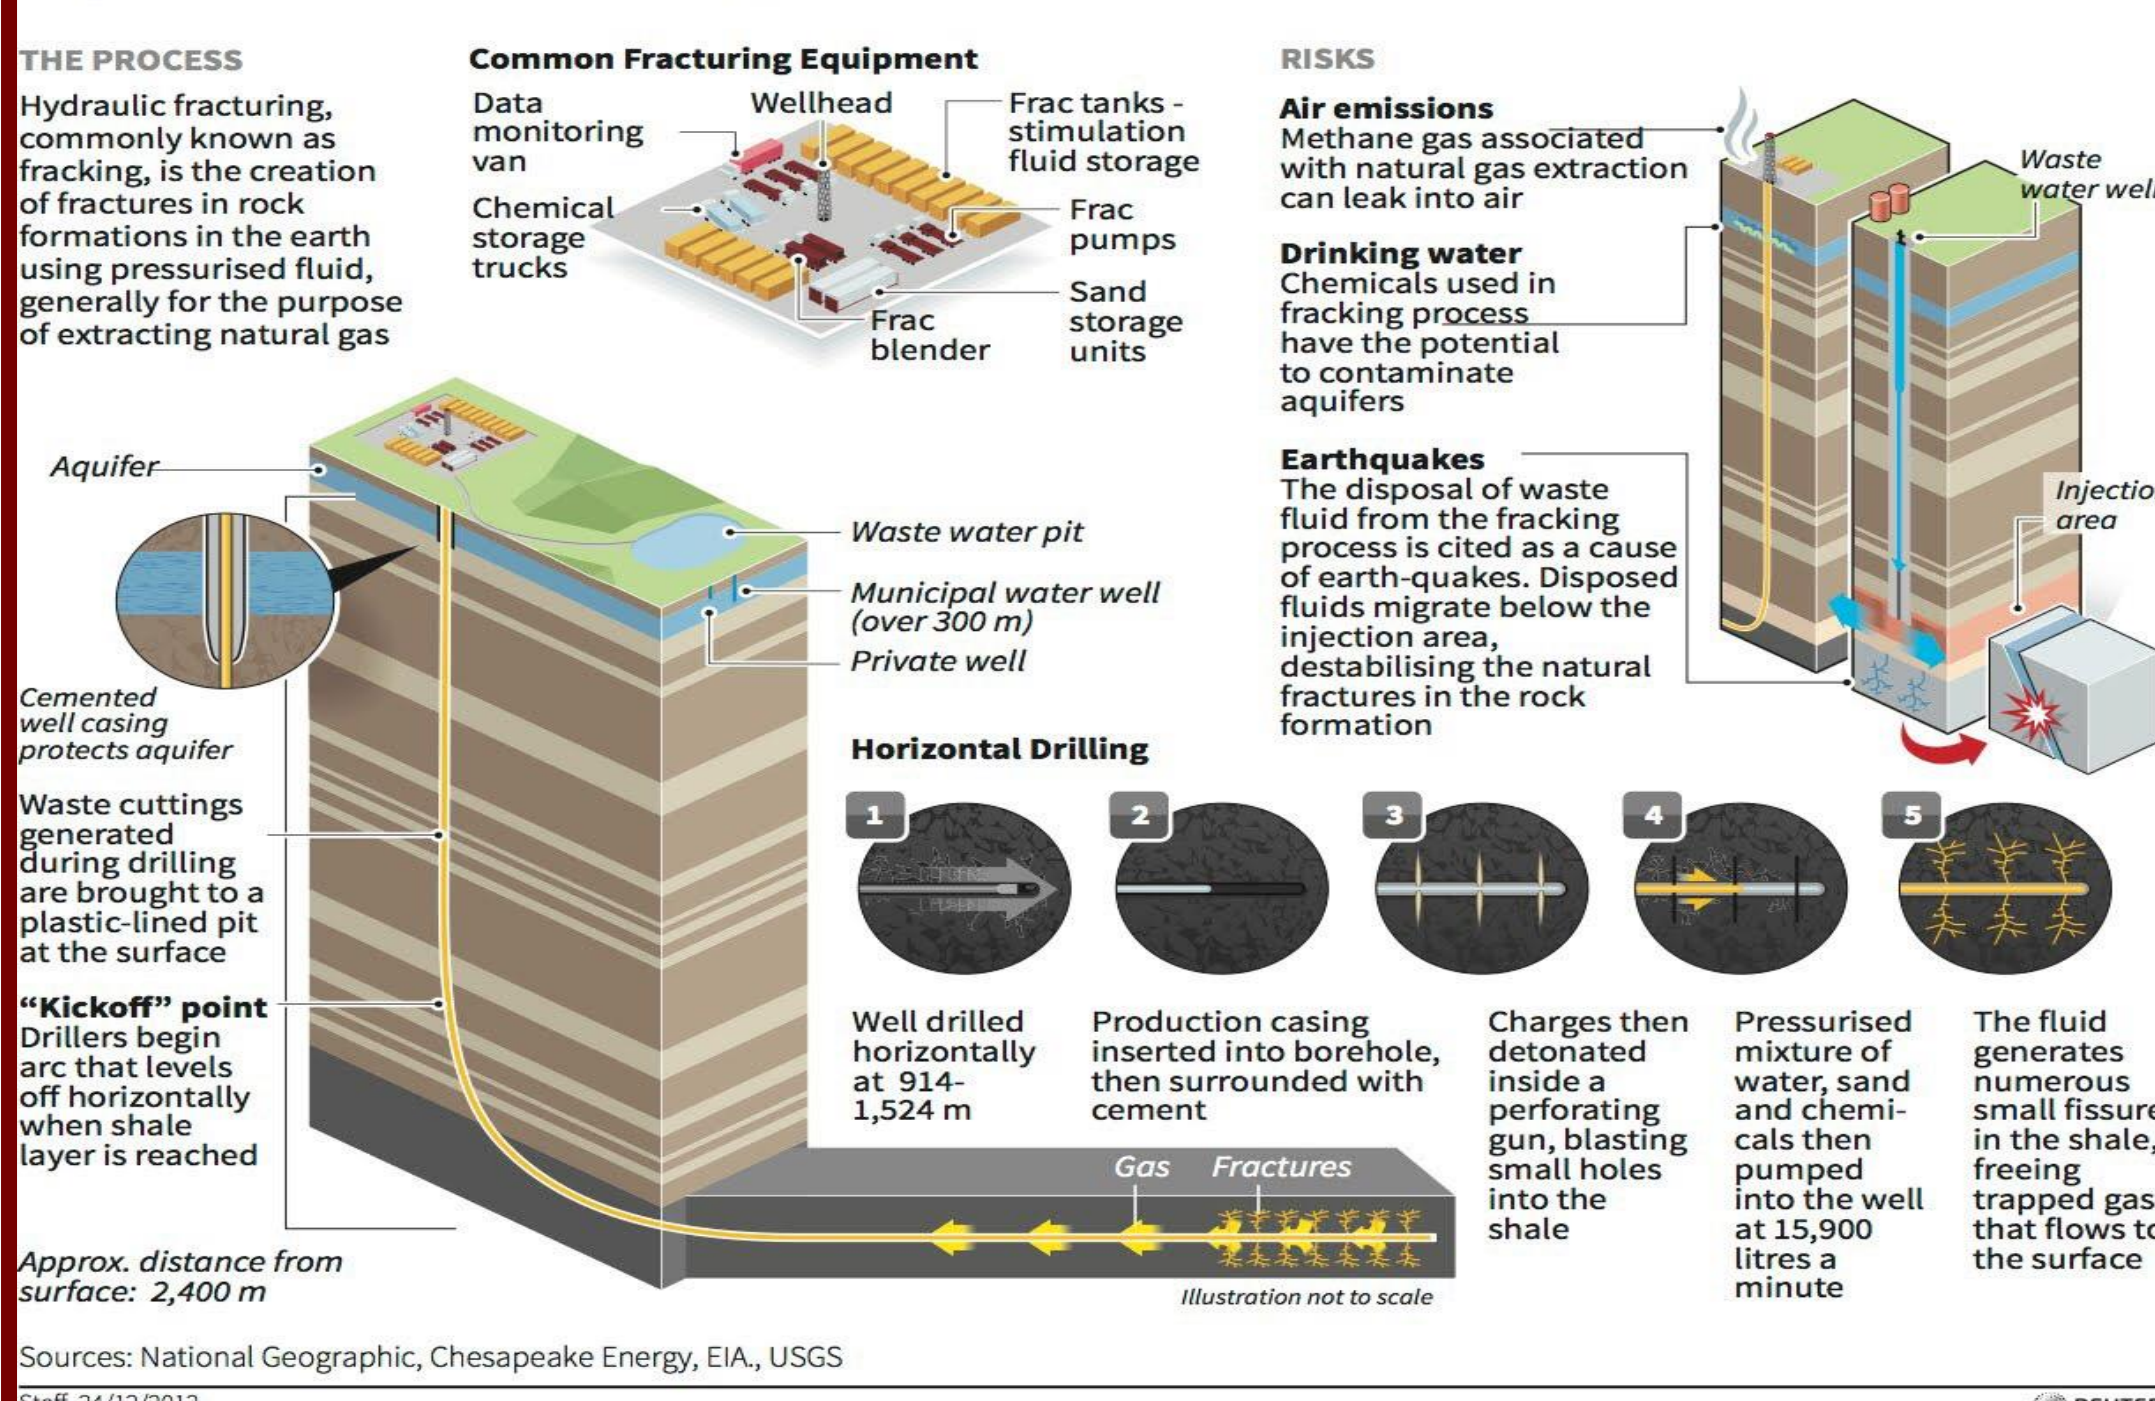 THE PROCESS
Hydraulic fracturing,
commonly known as
fracking, is the creation
of fractures in rock
formations in the earth
using pressurised fluid,
generally for the purpose
of extracting natural gas
Common Fracturing Equipment
Data
monitoring
van
Wellhead
Frac tanks -
stimulation
fluid storage
Chemical
storage
trucks
Frac
pumps
Sand
storage
units
Frac
blender
RISKS
Air emissions
Methane gas associated
with natural gas extraction
can leak into air
Drinking water
Chemicals used in
fracking process
have the potential
to contaminate
aquifers
Earthquakes
The disposal of waste
fluid from the fracking
process is cited as a cause
of earth-quakes. Disposed
fluids migrate below the
injection area,
destabilising the natural
fractures in the rock
formation
Waste
water well
Injectio
area
Aquifer
Cemented
well casing
protects aquifer
Waste cuttings
generated
during drilling
are brought to a
plastic-lined pit
at the surface
“Kickoff” point
Drillers begin
arc that levels
off horizontally
when shale
layer is reached
Approx. distance from
surface: 2,400 m
Waste water pit
Municipal water well
(over 300 m)
Private well
Horizontal Drilling
1
2
3
4
5
Well drilled
horizontally
at 914-
1,524 m
Production casing
inserted into borehole,
then surrounded with
cement
Charges then
detonated
inside a
perforating
gun, blasting
small holes
into the
shale
Pressurised
mixture of
water, sand
and chemi-
cals then
pumped
into the well
at 15,900
litres a
minute
The fluid
generates
numerous
small fissure
in the shale,
freeing
trapped gas
that flows to
the surface
Gas
Fractures
Illustration not to scale
Sources: National Geographic, Chesapeake Energy, EIA., USGS